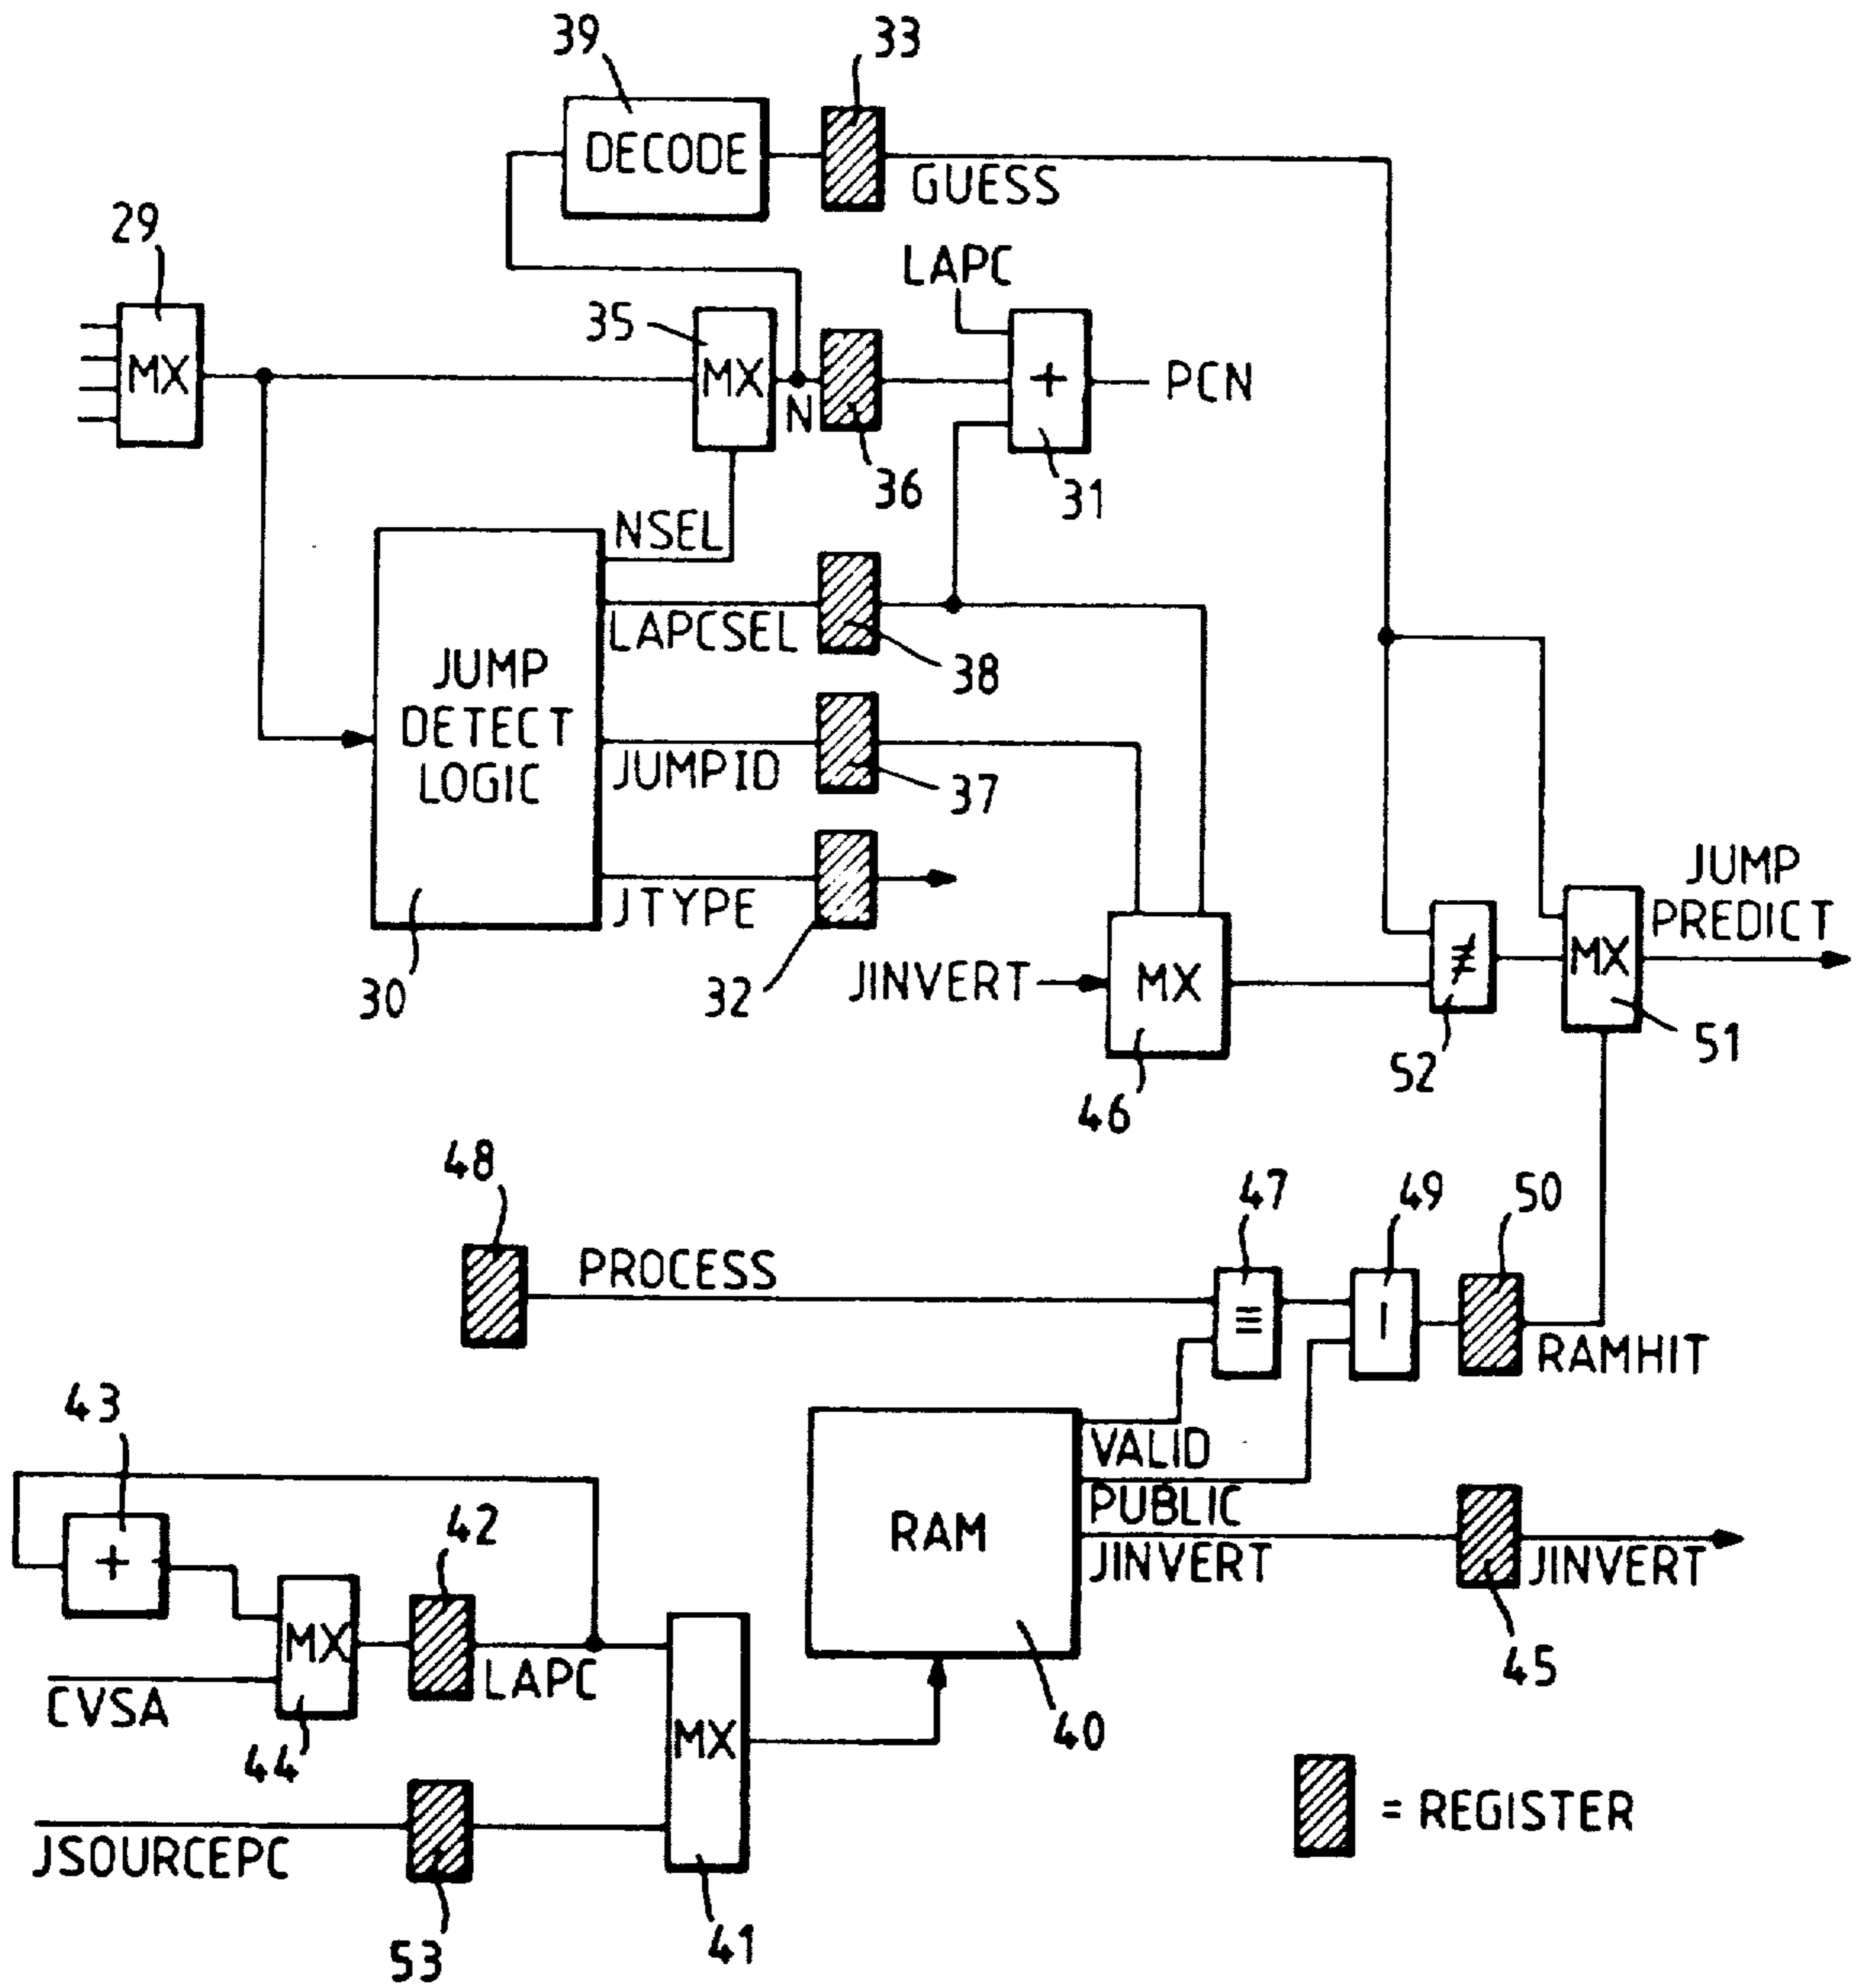 39
33
DECODE
GUESS
29
LAPC
35
MX
MX
N
+
PCN
36
31
NSEL
LAPCSEL
38
JUMP
DETECT
LOGIC
JUMPID
37
JTYPE
30
32
JINVERT
MX
46
≢
52
MX
51
JUMP
PREDICT
48
PROCESS
47
≡
49
|
50
RAMHIT
43
+
42
MX
LAPC
CVSA
44
MX
JSOURCEPC
53
41
RAM
40
VALID
PUBLIC
JINVERT
JINVERT
45
= REGISTER